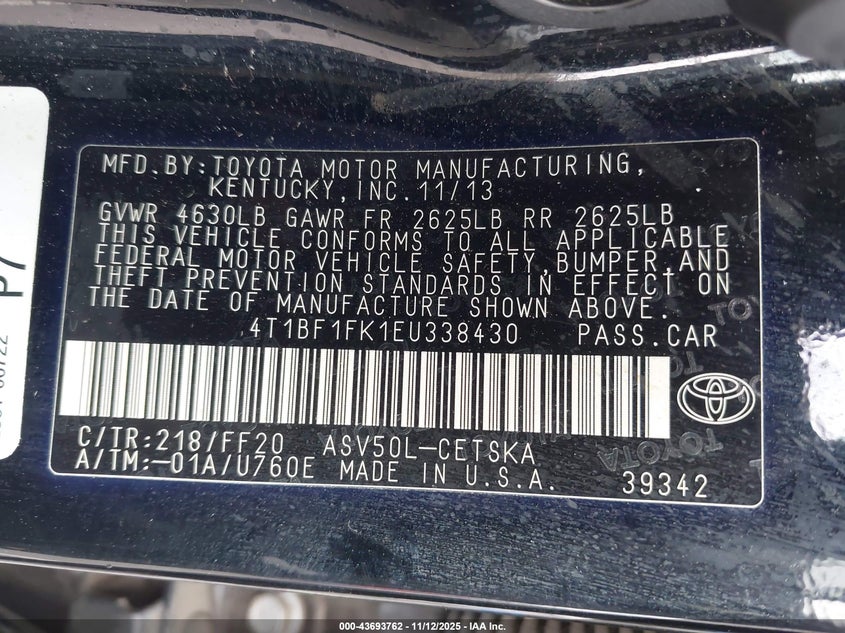 MFD.BY:TOYOTA MOTOR MANUFACTURING,
KENTUCKY,INC.11/13
GVWR 4630LB GAWR FR 2625LB RR 2625LB
THIS VEHICLE CONFORMS TO ALL APPLICABLE
FEDERAL MOTOR VEHICLE SAFETY,BUMPER,AND
THEFT PREVENTION STANDARDS IN EFFECT ON
THE DATE OF MANUFACTURE SHOWN ABOVE.
4T1BF1FK1EU338430 PASS.CAR
C/TR:218/FF20 ASV50L-CETSKA
A/TM:-01A/U760E MADE IN U.S.A.
39342
P7
000-43693762 - 11/12/2025 - IAA Inc.